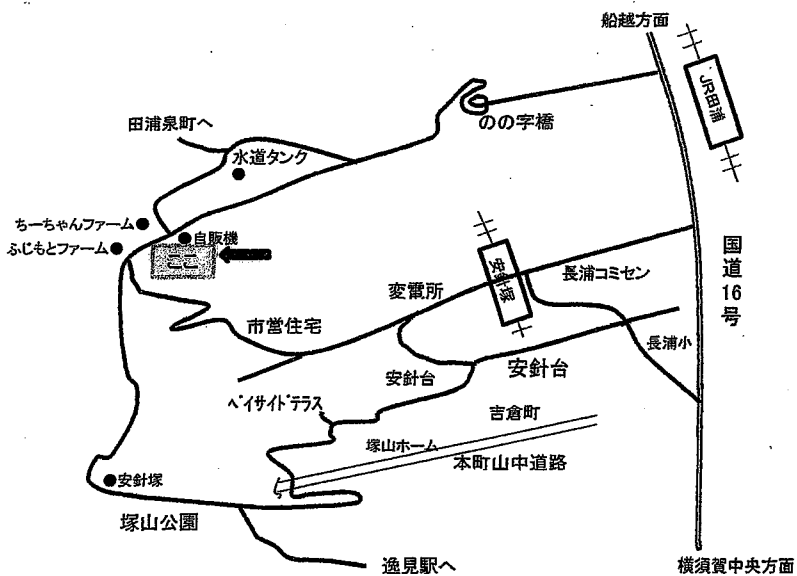 船越方面
JR田浦
のの字橋
田浦泉町へ
水道タンク
ちーちゃんファーム
自販機
ふじもとファーム
ここ
国道16号
安針塚
長浦コミセン
変電所
市営住宅
長浦小
安針台
安針台
ベイサイドテラス
吉倉町
塚山ホーム
本町山中道路
安針塚
塚山公園
逸見駅へ
横須賀中央方面